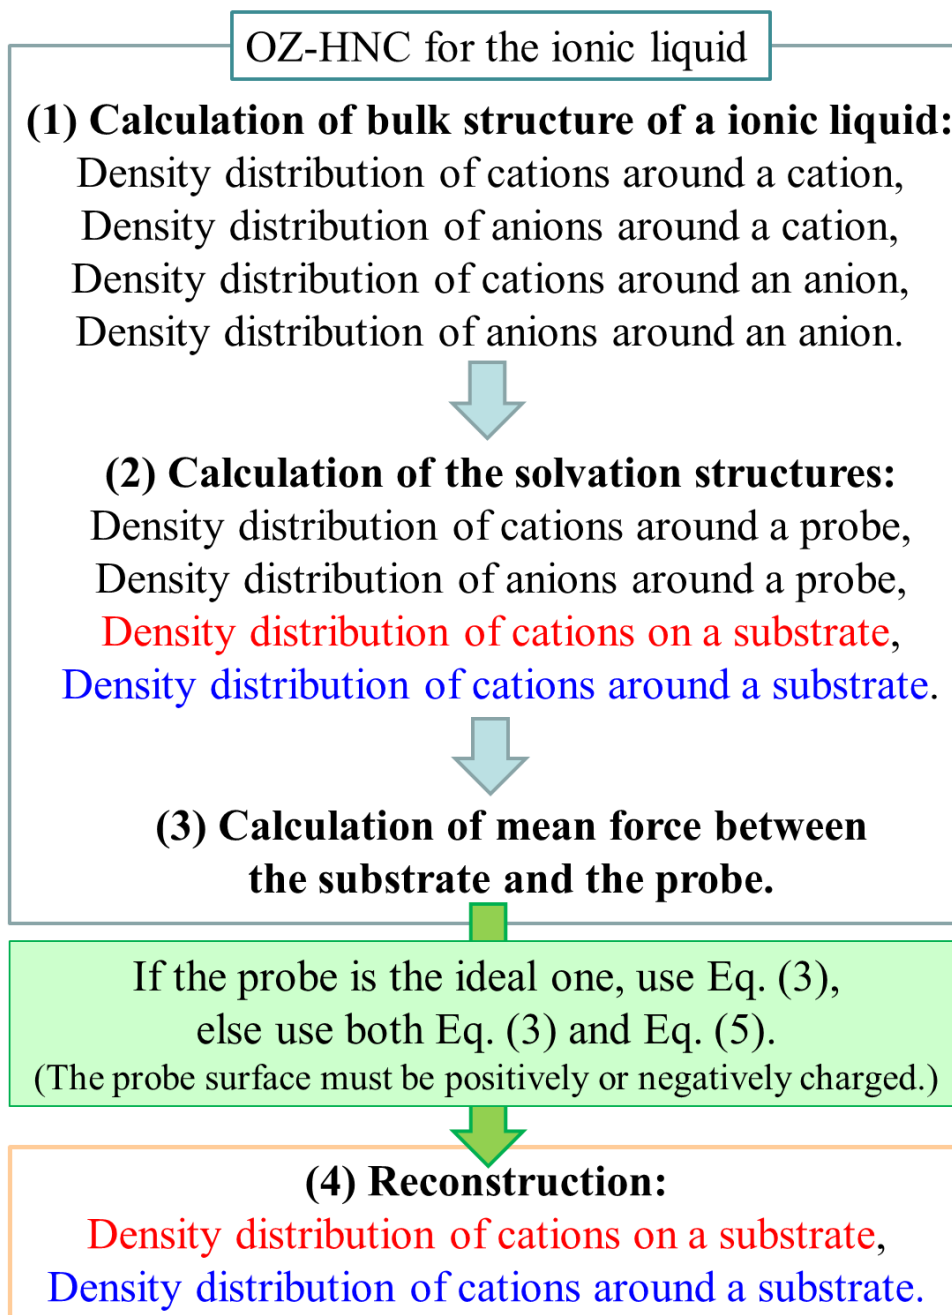 OZ-HNC for the ionic liquid
(1) Calculation of bulk structure of a ionic liquid:
Density distribution of cations around a cation,
Density distribution of anions around a cation,
Density distribution of cations around an anion,
Density distribution of anions around an anion.
(2) Calculation of the solvation structures:
Density distribution of cations around a probe,
Density distribution of anions around a probe,
Density distribution of cations on a substrate,
Density distribution of cations around a substrate.
(3) Calculation of mean force between
the substrate and the probe.
If the probe is the ideal one, use Eq. (3),
else use both Eq. (3) and Eq. (5).
(The probe surface must be positively or negatively charged.)
(4) Reconstruction:
Density distribution of cations on a substrate,
Density distribution of cations around a substrate.